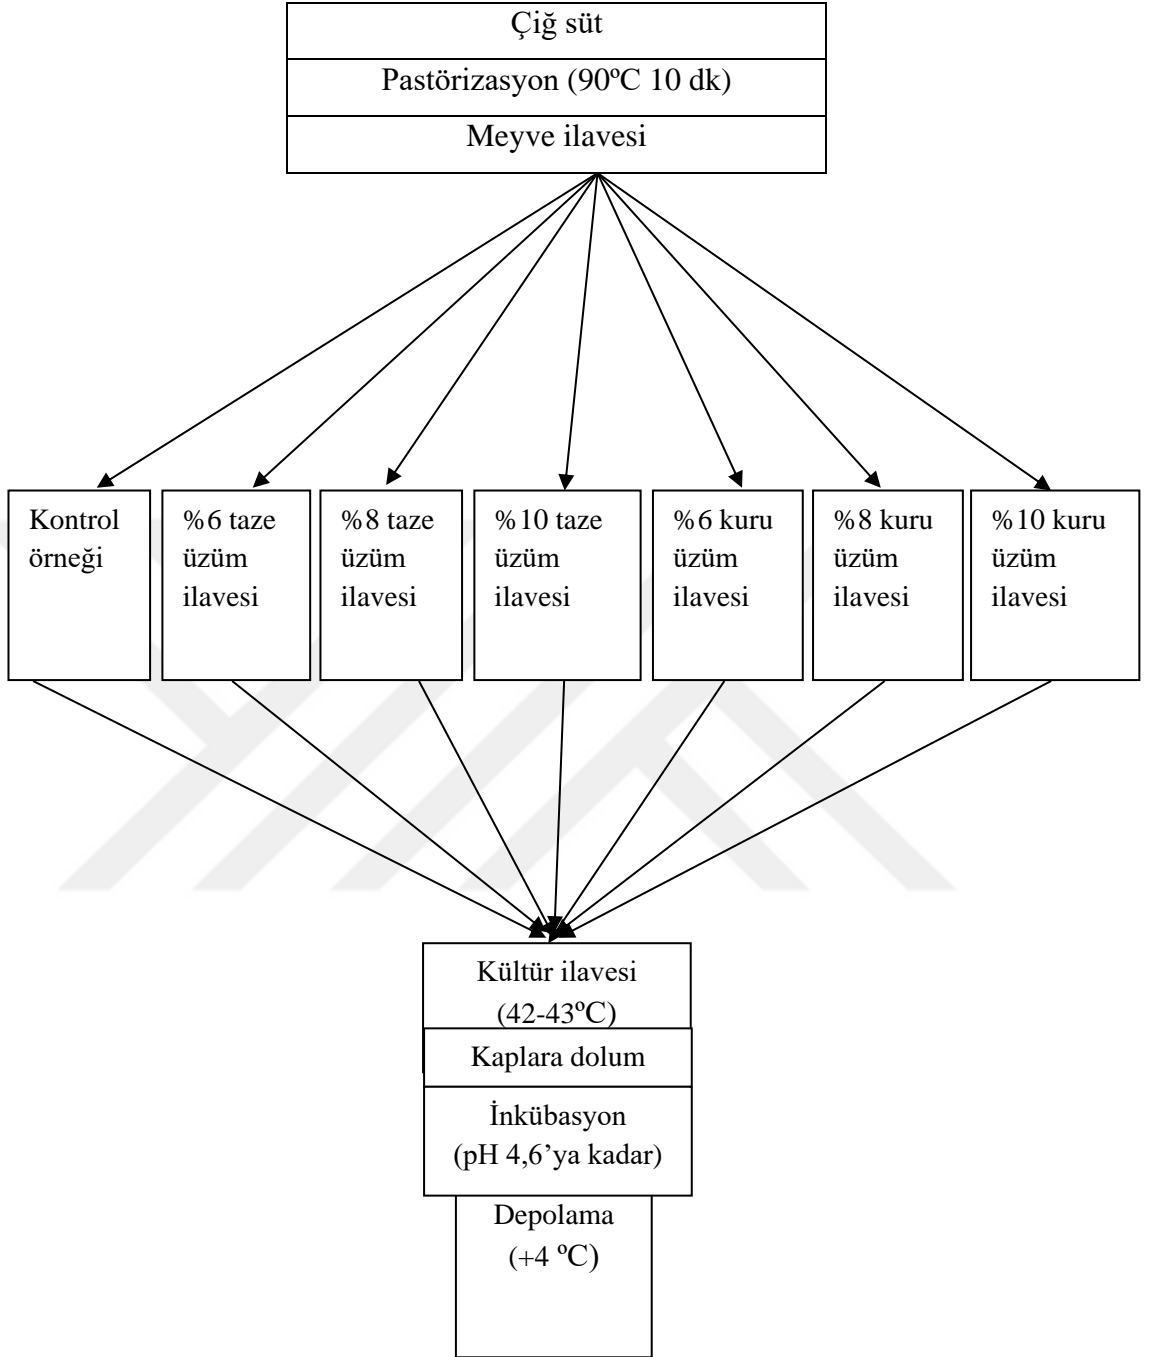 Çiğ süt
Pastörizasyon (90ºC 10 dk)
Meyve ilavesi
Kontrol
örneği
%6 taze
üzüm
ilavesi
%8 taze
üzüm
ilavesi
%10 taze
üzüm
ilavesi
%6 kuru
üzüm
ilavesi
%8 kuru
üzüm
ilavesi
%10 kuru
üzüm
ilavesi
Kültür ilavesi
(42-43ºC)
Kaplara dolum
İnkübasyon
(pH 4,6’ya kadar)
Depolama
(+4 ºC)